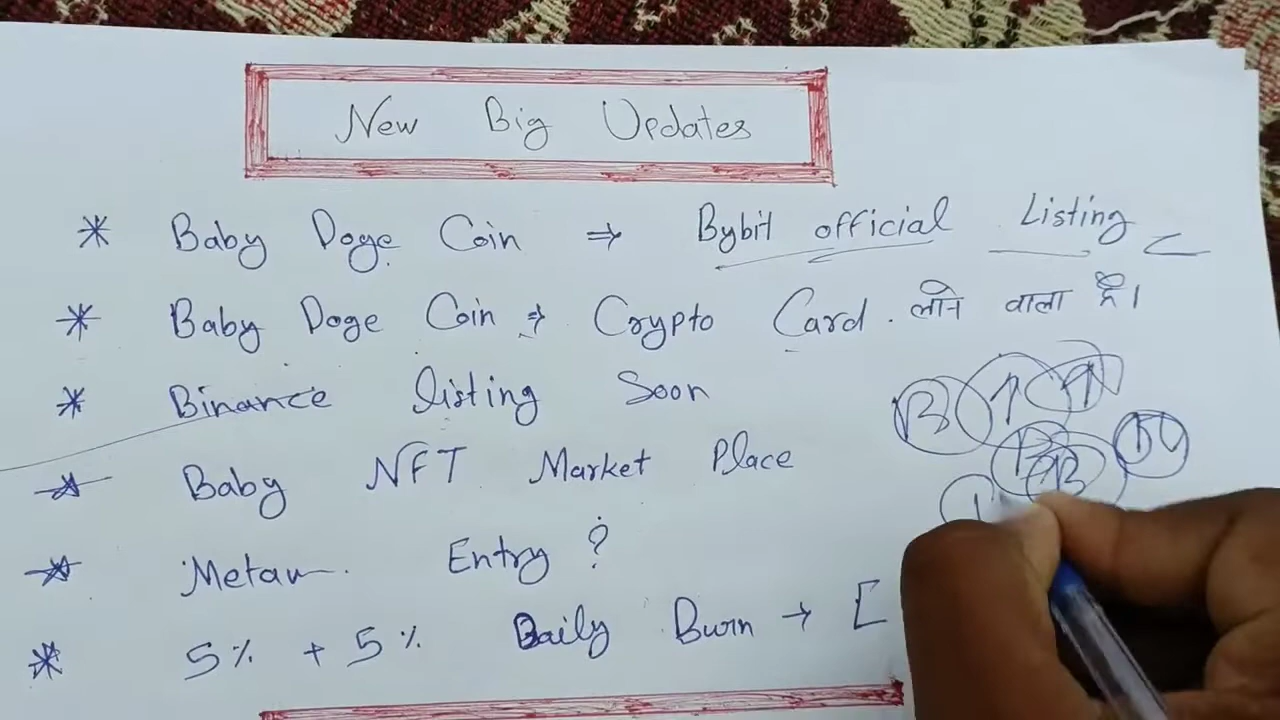 New Big Updates
* Baby Doge Coin ⇒ Bybit official Listing
* Baby Doge Coin ⇒ Crypto Card. लाने वाला है।
* Binance listing Soon
* Baby NFT Market Place
* Metav. Entry ?
* 5% + 5% Daily Burn → [